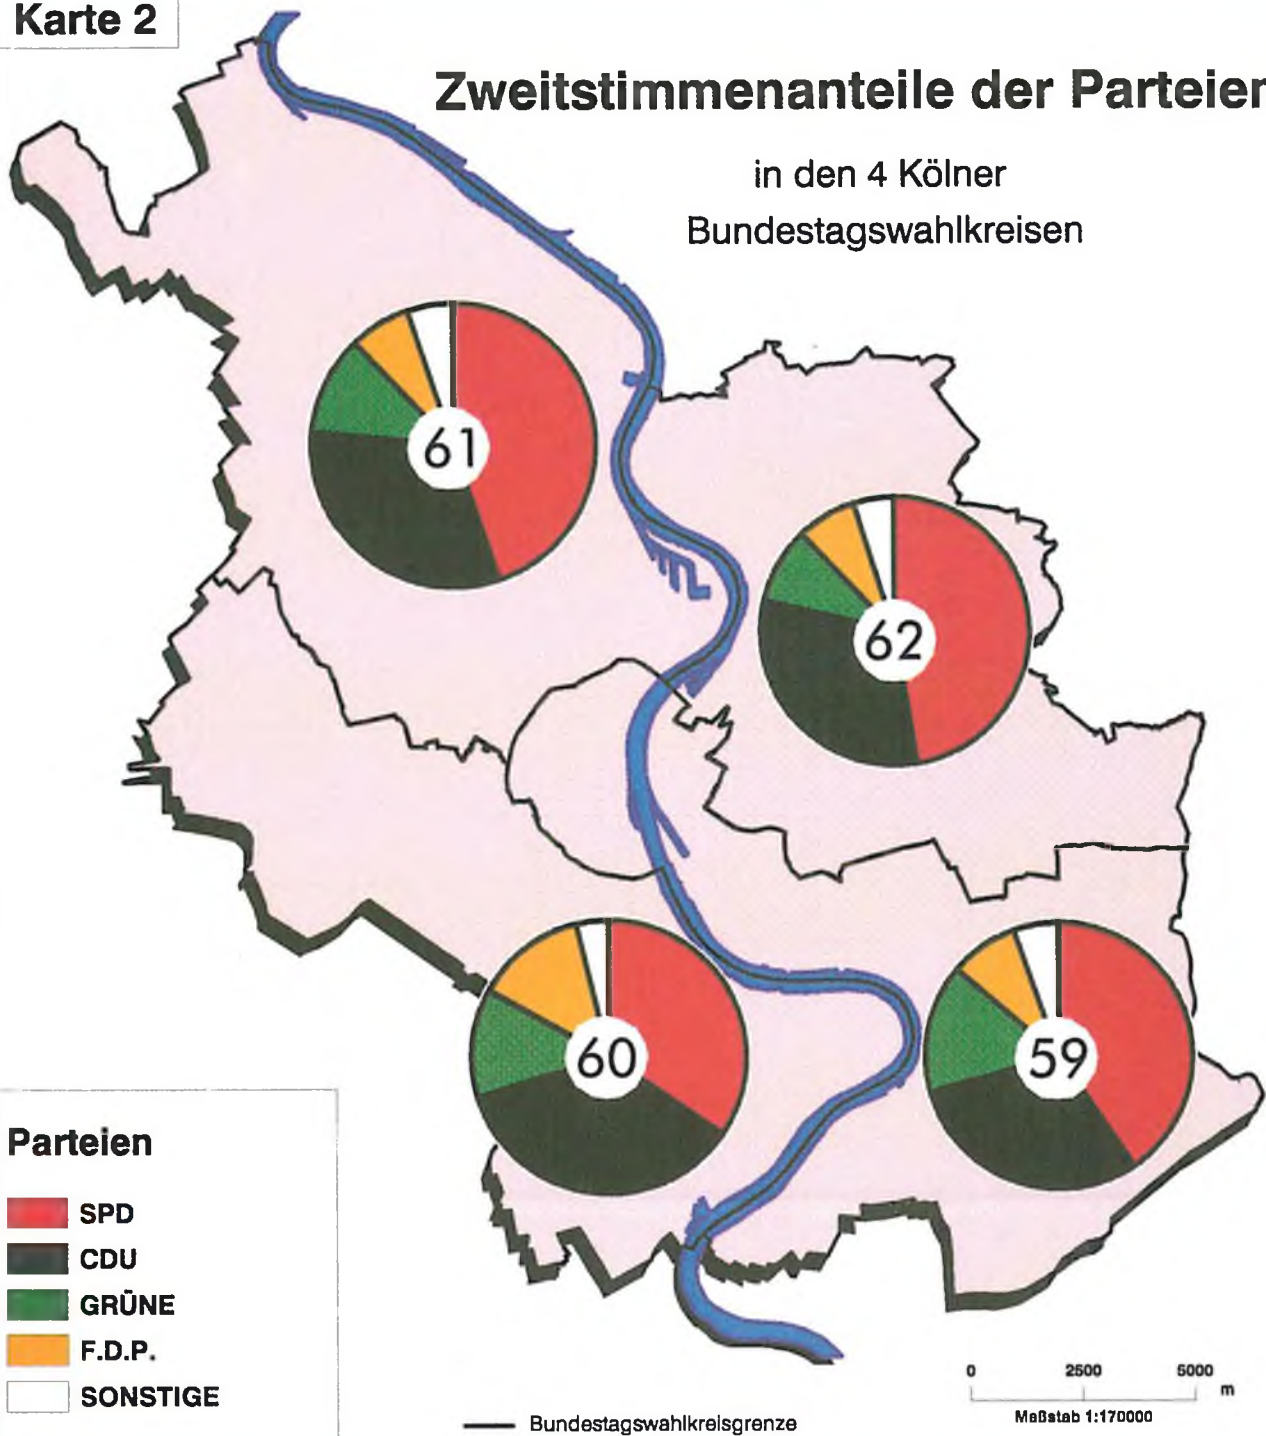 Karte 2
Zweitstimmenanteile der Parteien
in den 4 Kölner
Bundestagswahlkreisen
61
62
60
59
Parteien
SPD
CDU
GRÜNE
F.D.P.
SONSTIGE
Bundestagswahlkreisgrenze
0 2500 5000
m
Maßstab 1:170000